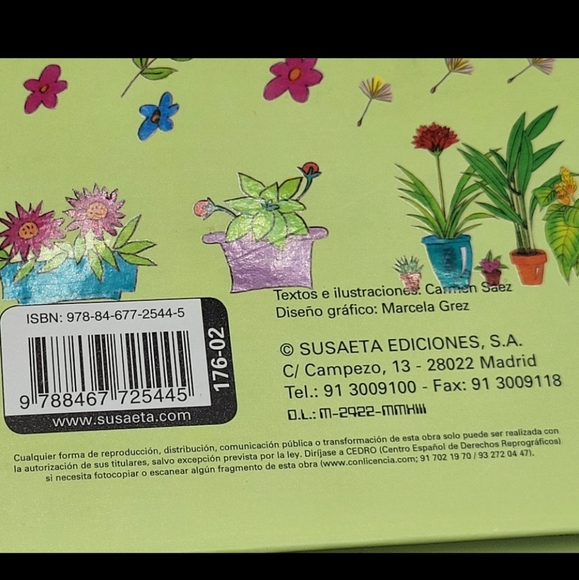 Textos e ilustraciones: Carmen Sáez
Diseño gráfico: Marcela Grez
ISBN: 978-84-677-2544-5
9 788467 725445
www.susaeta.com
176-02
© SUSAETA EDICIONES, S.A.
C/ Campezo, 13 - 28022 Madrid
Tel.: 91 3009100 - Fax: 91 3009118
D.L.: M-2922-MMXIII
Cualquier forma de reproducción, distribución, comunicación pública o transformación de esta obra solo puede ser realizada con
la autorización de sus titulares, salvo excepción prevista por la ley. Diríjase a CEDRO (Centro Español de Derechos Reprográficos)
si necesita fotocopiar o escanear algún fragmento de esta obra (www.conlicencia.com; 91 702 19 70 / 93 272 04 47).